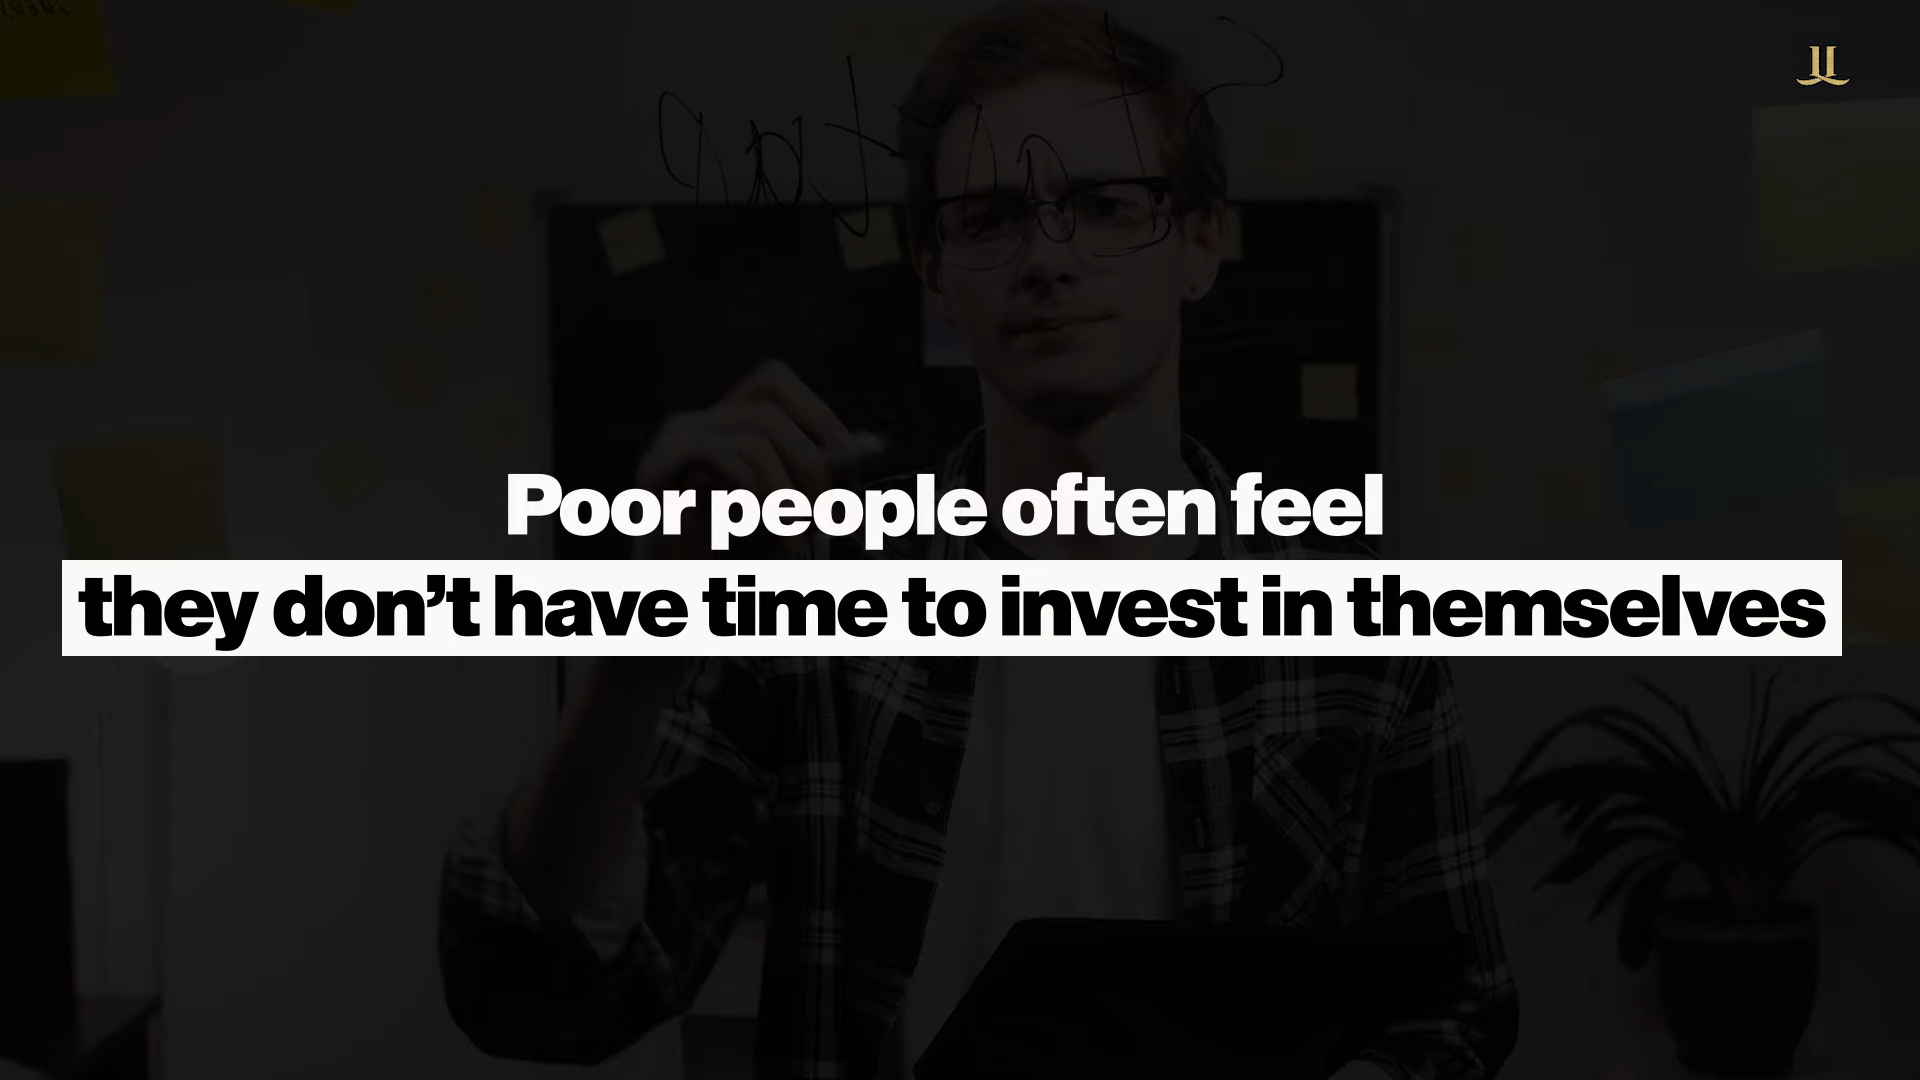 Poor people often feel
they don’t have time to invest in themselves